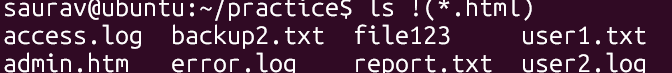 saurav@ubuntu:~/practice$ ls !(*.html)
access.log backup2.txt file123 user1.txt
admin.htm error.log report.txt user2.log